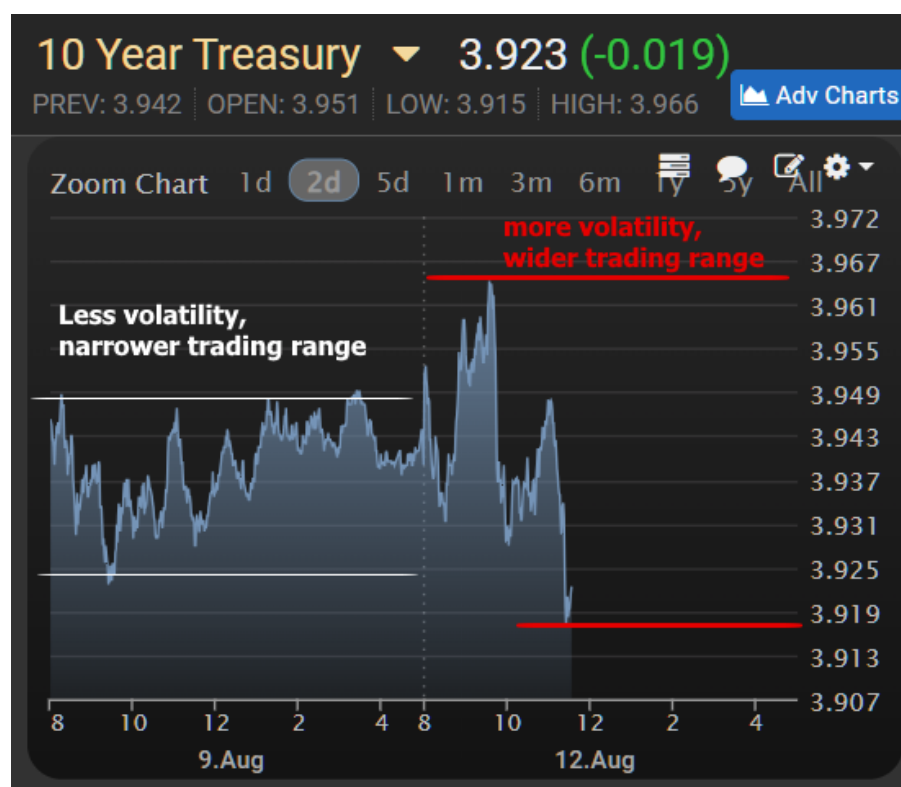 10 Year Treasury 3.923 (-0.019)
PREV: 3.942 OPEN: 3.951 LOW: 3.915 HIGH: 3.966
Adv Charts
Zoom Chart 1d 2d 5d 1m 3m 6m 1y 5y All
3.972
more volatility,
wider trading range
3.967
Less volatility,
narrower trading range
3.961
3.955
3.949
3.943
3.937
3.931
3.925
3.919
3.913
3.907
8 10 12 2 4 8 10 12 2 4
9.Aug 12.Aug